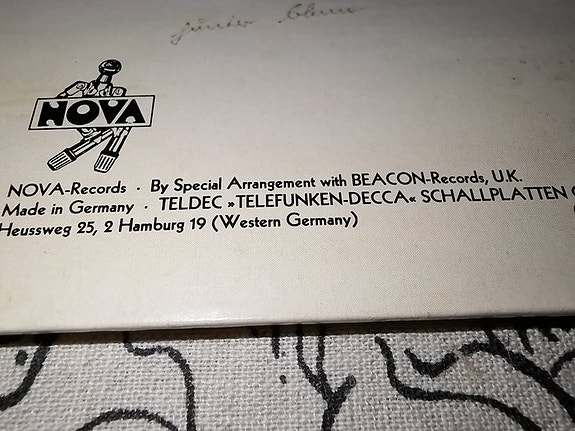 NOVA
NOVA-Records · By Special Arrangement with BEACON-Records, U.K.
Made in Germany · TELDEC »TELEFUNKEN-DECCA« SCHALLPLATTEN
Heussweg 25, 2 Hamburg 19 (Western Germany)